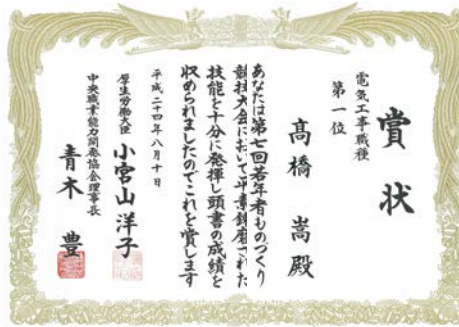 賞状
電気工事職種
第一位
髙橋 嵩殿
あなたは第七回若年者ものづくり
競技大会において平素錬磨された
技能を十分に発揮し頭書の成績を
収められましたのでこれを賞します
平成二十四年八月十日
厚生労働大臣 小宮山洋子
中央職業能力開発協会理事長
青木 豊